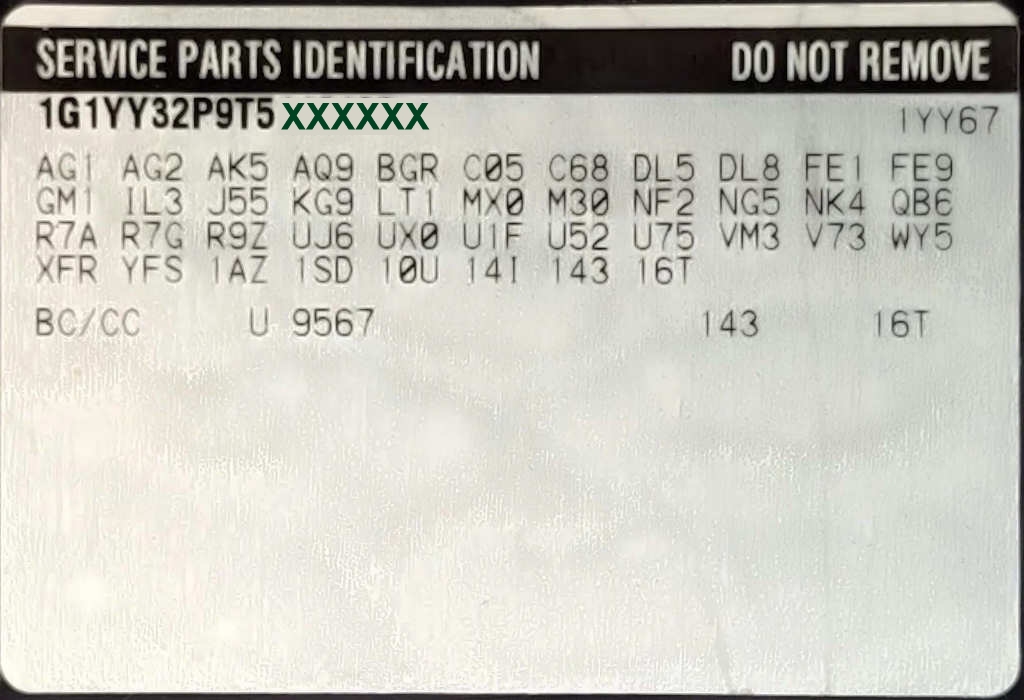 SERVICE PARTS IDENTIFICATION DO NOT REMOVE
1G1YY32P9T5XXXXXX 1YY67
AG1 AG2 AK5 AQ9 BGR C05 C68 DL5 DL8 FE1 FE9
GM1 IL3 J55 KG9 LT1 MX0 M30 NF2 NG5 NK4 QB6
R7A R7G R9Z UJ6 UX0 U1F U52 U75 VM3 V73 WY5
XFR YFS 1AZ 1SD 10U 14I 143 16T
BC/CC U 9567 143 16T